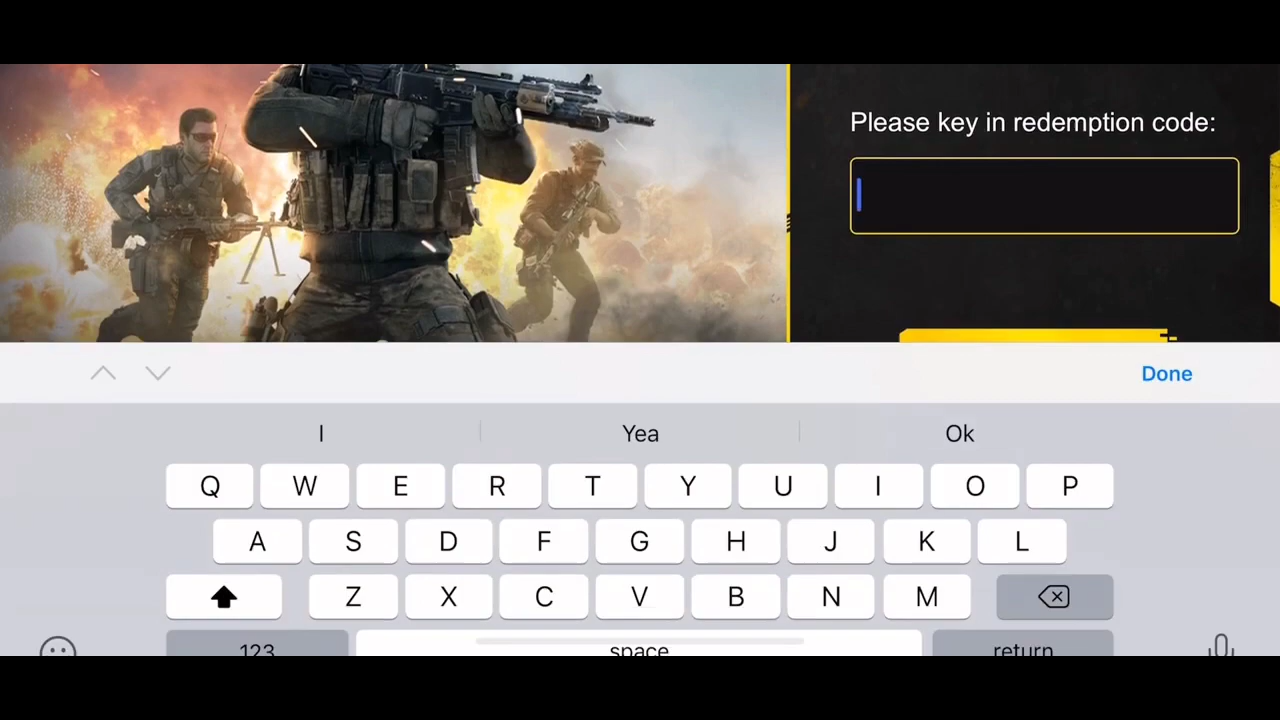 Please key in redemption code:
Done
I Yea Ok
Q W E R T Y U I O P
A S D F G H J K L
Z X C V B N M
123 space return